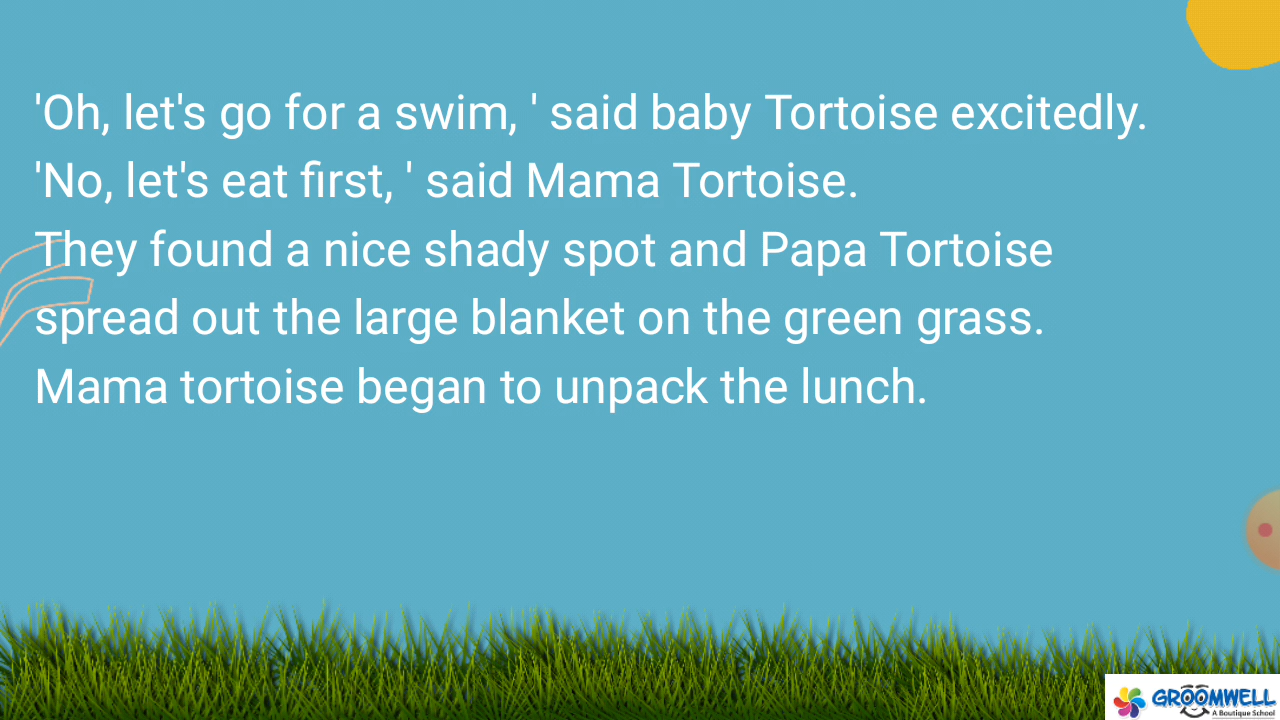 'Oh, let's go for a swim, ' said baby Tortoise excitedly.
'No, let's eat first, ' said Mama Tortoise.
They found a nice shady spot and Papa Tortoise
spread out the large blanket on the green grass.
Mama tortoise began to unpack the lunch.
GROOMWELL
A Boutique School